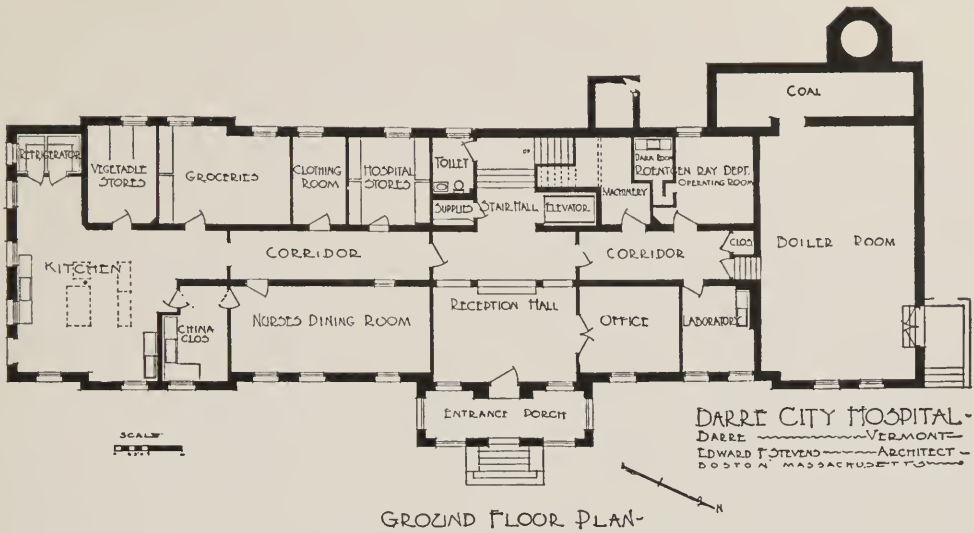 COAL
REFRIGERATOR
VEGETABLE
STORES
GROCERIES
CLOTHING
ROOM
HOSPITAL
STORES
TOILET
SUPPLIES
STAIR HALL
ELEVATOR
MACHINERY
DARK ROOM
ROENTGEN RAY DEPT.
OPERATING ROOM
CLOS
BOILER ROOM
KITCHEN
CORRIDOR
CORRIDOR
CHINA
CLOS
NURSES DINING ROOM
RECEPTION HALL
OFFICE
LABORATORY
ENTRANCE PORCH
SCALE
BARRE CITY HOSPITAL-
BARRE VERMONT
EDWARD F STEVENS ARCHITECT
BOSTON MASSACHUSETTS
N
GROUND FLOOR PLAN-